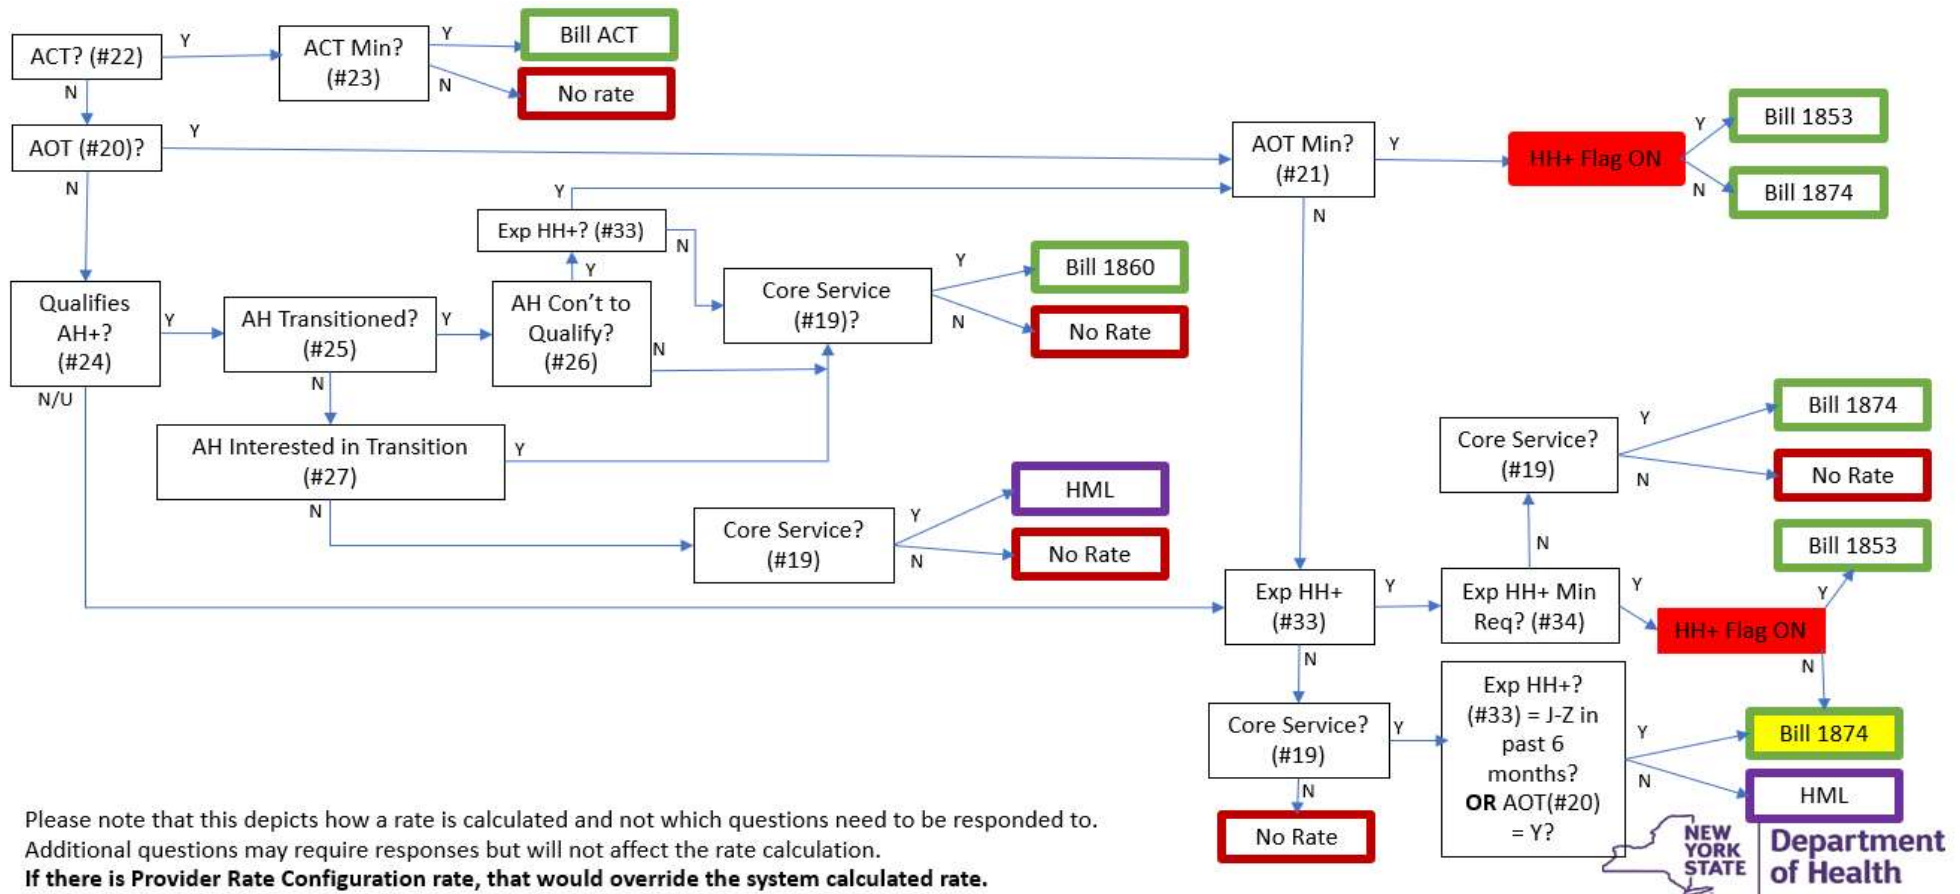 ACT? (#22)
Y
N
ACT Min?
(#23)
Y
N
Bill ACT
No rate
AOT (#20)?
Y
N
AOT Min?
(#21)
Y
N
HH+ Flag ON
Y
N
Bill 1853
Bill 1874
Y
Exp HH+? (#33)
N
Y
Qualifies
AH+?
(#24)
Y
N/U
AH Transitioned?
(#25)
Y
N
AH Con't to
Qualify?
(#26)
N
Core Service
(#19)?
Y
N
Bill 1860
No Rate
AH Interested in Transition
(#27)
Y
N
Core Service?
(#19)
Y
N
HML
No Rate
Core Service?
(#19)
Y
N
Bill 1874
No Rate
N
Exp HH+
(#33)
Y
N
Exp HH+ Min
Req? (#34)
Y
HH+ Flag ON
Y
N
Bill 1853
Core Service?
(#19)
Y
N
No Rate
Exp HH+?
(#33) = J-Z in
past 6
months?
OR AOT(#20)
= Y?
Y
N
Bill 1874
HML
Please note that this depicts how a rate is calculated and not which questions need to be responded to.
Additional questions may require responses but will not affect the rate calculation.
If there is Provider Rate Configuration rate, that would override the system calculated rate.
NEW
YORK
STATE
Department
of Health